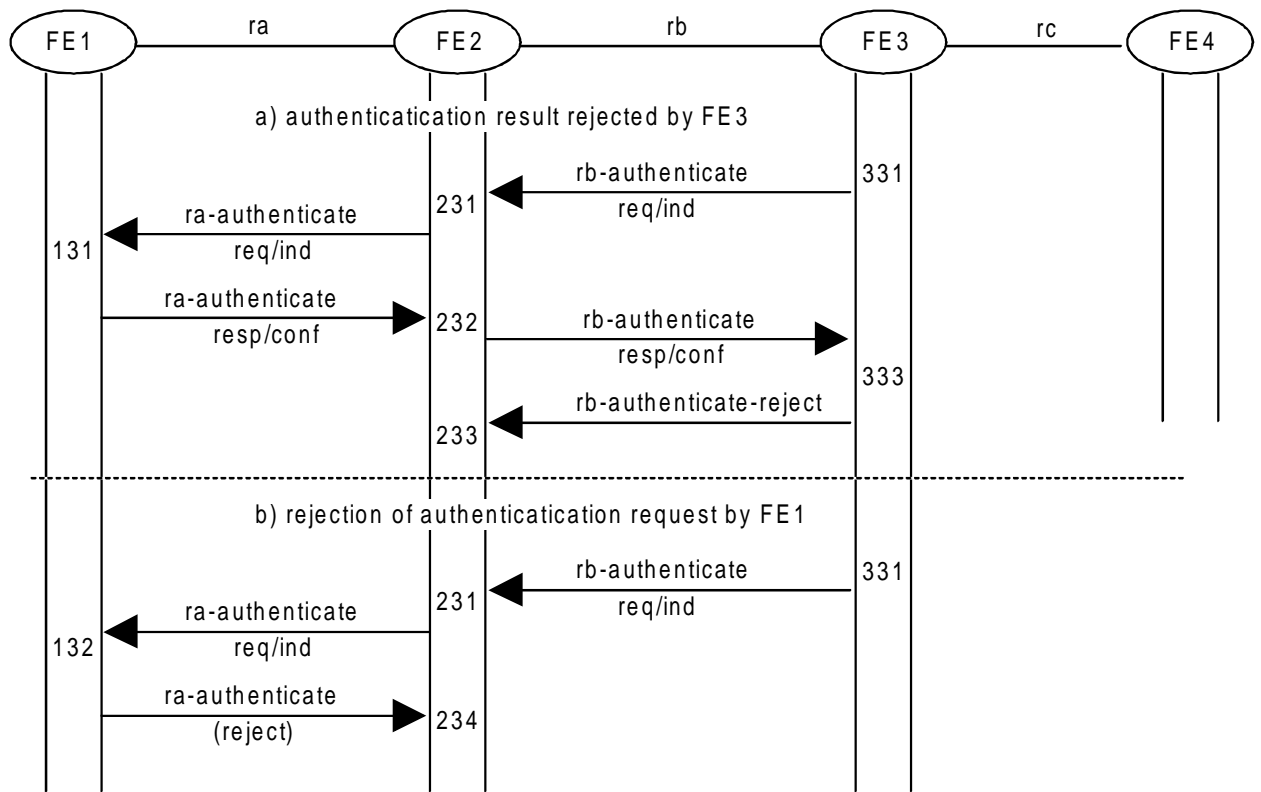 FE1
ra
FE2
rb
FE3
rc
FE4
a) authenticatication result rejected by FE3
rb-authenticate
req/ind
331
231
ra-authenticate
req/ind
131
ra-authenticate
resp/conf
232
rb-authenticate
resp/conf
333
rb-authenticate-reject
233
b) rejection of authenticatication request by FE1
rb-authenticate
req/ind
331
231
ra-authenticate
req/ind
132
ra-authenticate
(reject)
234